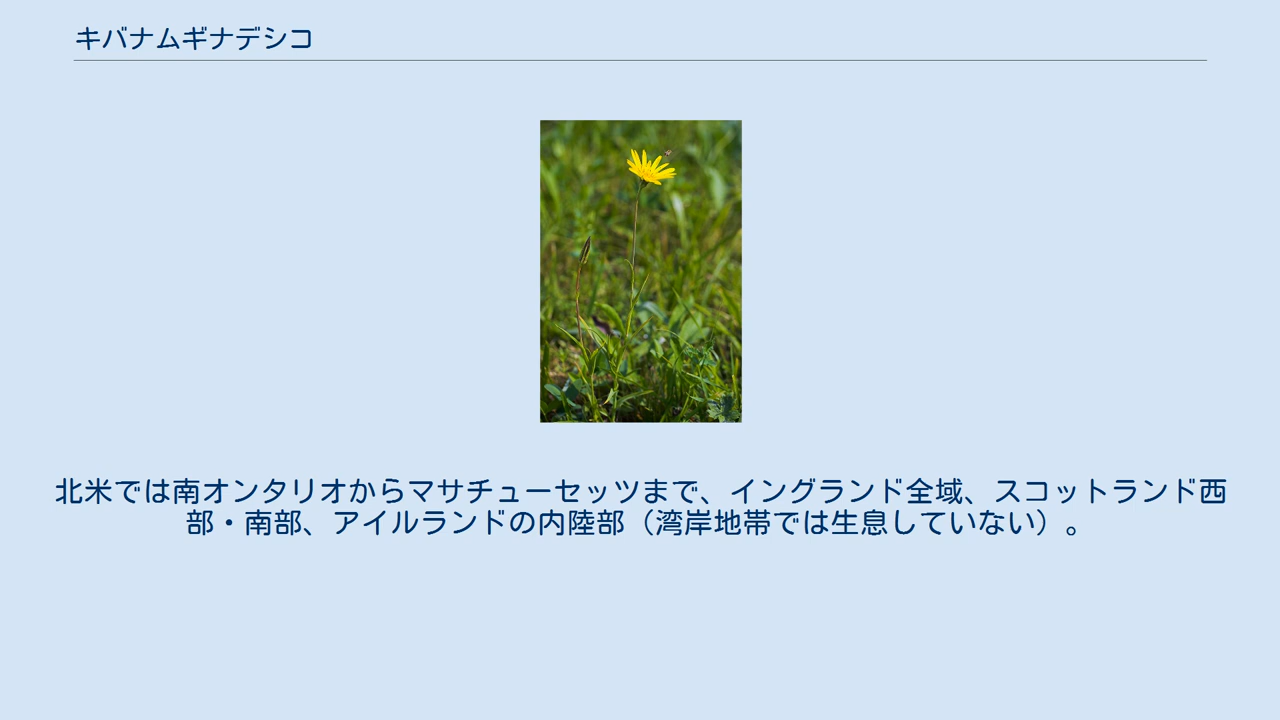 キバナムギナデシコ
北米では南オンタリオからマサチューセッツまで、イングランド全域、スコットランド西
部・南部、アイルランドの内陸部（湾岸地帯では生息していない）。